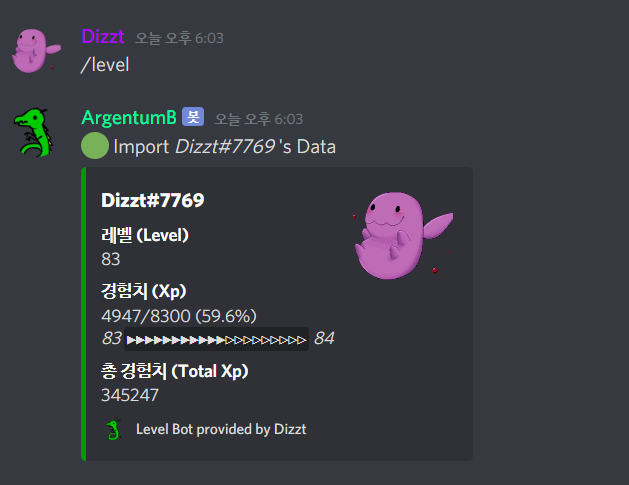 Dizzt 오늘 오후 6:03
/level
ArgentumB 봇 오늘 오후 6:03
Import Dizzt#7769 's Data
Dizzt#7769
레벨 (Level)
83
경험치 (Xp)
4947/8300 (59.6%)
83 ▶▶▶▶▶▶▶▶▶▶▶▷▷▷▷▷▷▷▷▷ 84
총 경험치 (Total Xp)
345247
Level Bot provided by Dizzt